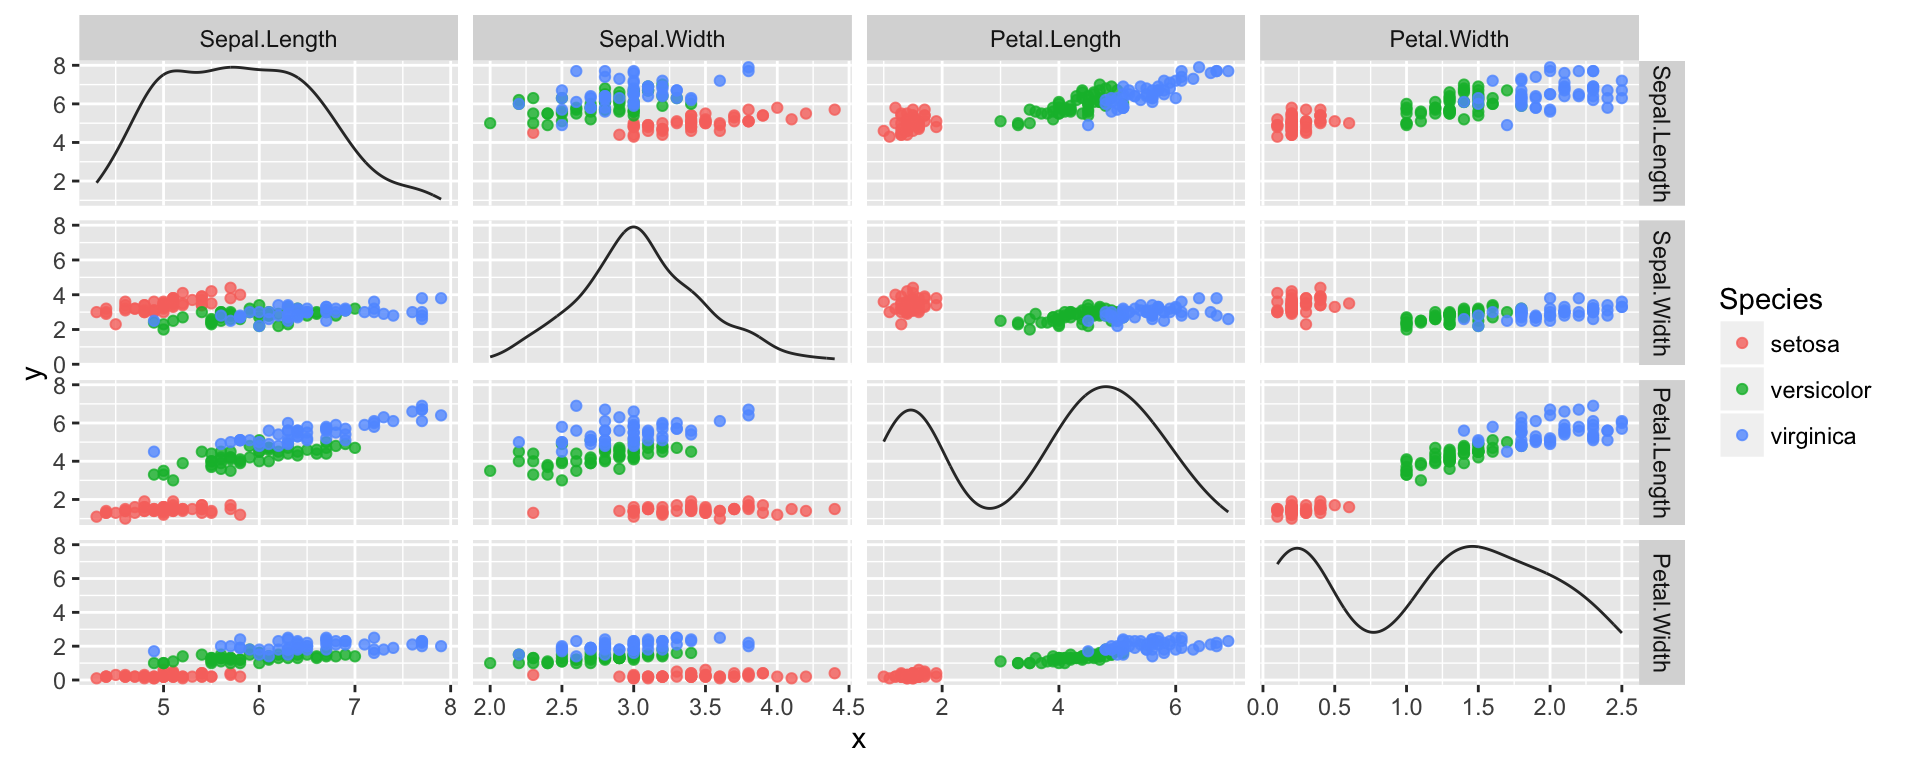 Sepal.Length Sepal.Width Petal.Length Petal.Width
8
6
4
2
Sepal.Length
8
6
4
2
0
Sepal.Width
y
8
6
4
2
Petal.Length
8
6
4
2
0
Petal.Width
5 6 7 8 2.0 2.5 3.0 3.5 4.0 4.5 2 4 6 0.0 0.5 1.0 1.5 2.0 2.5
x
Species
setosa
versicolor
virginica